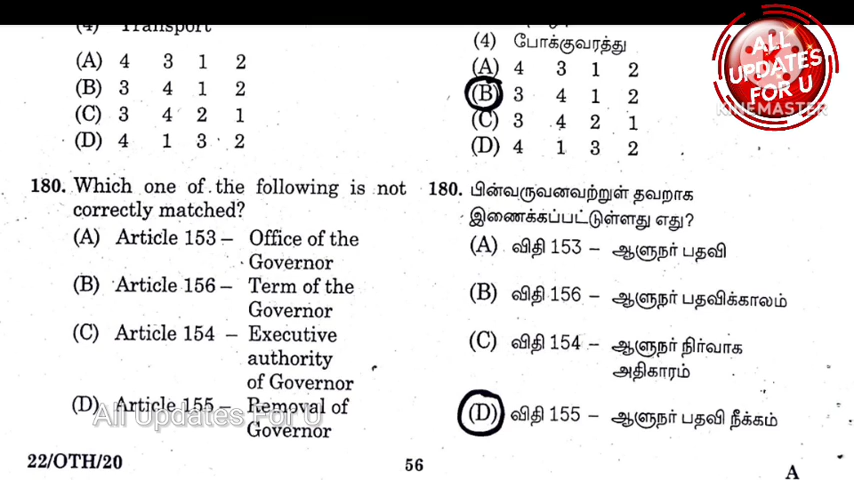 (4) Transport
(A) 4 3 1 2
(B) 3 4 1 2
(C) 3 4 2 1
(D) 4 1 3 2
180. Which one of the following is not
correctly matched?
(A) Article 153 – Office of the
Governor
(B) Article 156 – Term of the
Governor
(C) Article 154 – Executive
authority
of Governor
(D) Article 155 – Removal of
Governor
22/OTH/20
(4) போக்குவரத்து
(A) 4 3 1 2
(B) 3 4 1 2
(C) 3 4 2 1
(D) 4 1 3 2
180. பின்வருவனவற்றுள் தவறாக
இணைக்கப்பட்டுள்ளது எது?
(A) விதி 153 – ஆளுநர் பதவி
(B) விதி 156 – ஆளுநர் பதவிக்காலம்
(C) விதி 154 – ஆளுநர் நிர்வாக
அதிகாரம்
(D) விதி 155 – ஆளுநர் பதவி நீக்கம்
56
A
All Updates For U
ALL
UPDATES
FOR U
KINEMASTER